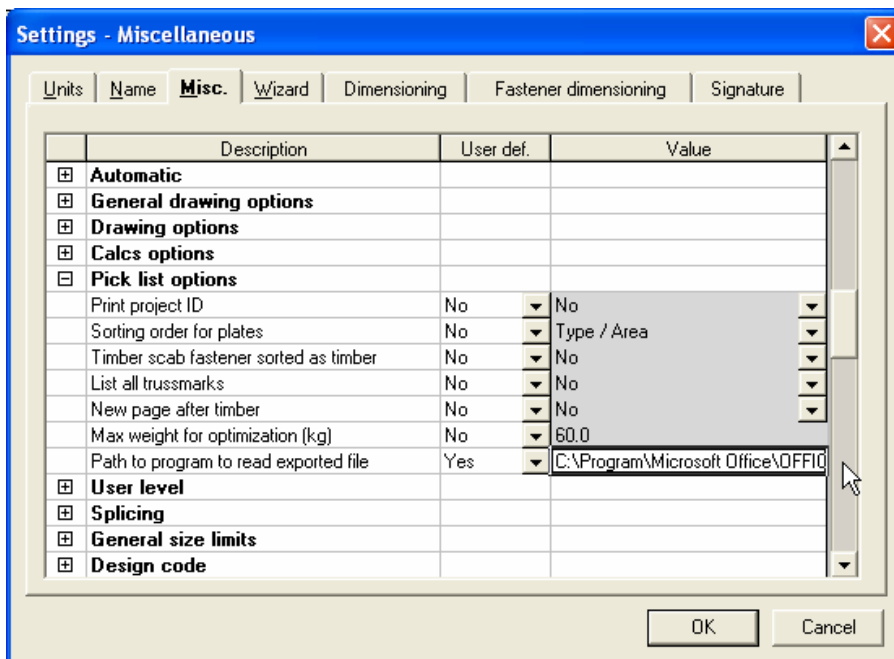 Settings - Miscellaneous
Units Name Misc. Wizard Dimensioning Fastener dimensioning Signature
Description User def. Value
Automatic
General drawing options
Drawing options
Calcs options
Pick list options
Print project ID No No
Sorting order for plates No Type / Area
Timber scab fastener sorted as timber No No
List all trussmarks No No
New page after timber No No
Max weight for optimization (kg) No 60.0
Path to program to read exported file Yes C:\Program\Microsoft Office\OFFIC
User level
Splicing
General size limits
Design code
OK Cancel